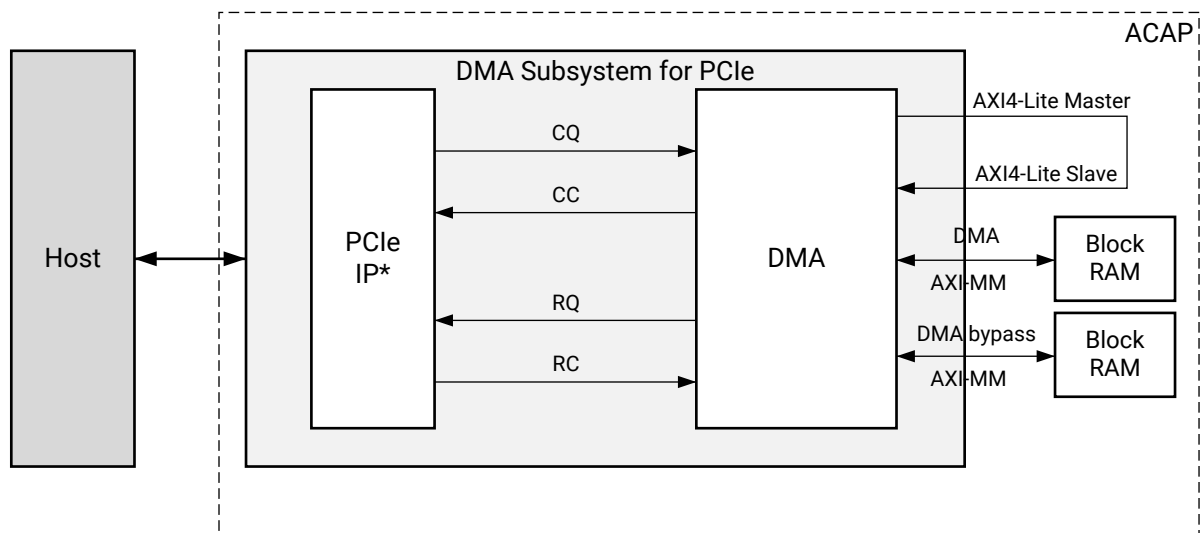 ACAP
DMA Subsystem for PCIe
AXI4-Lite Master
CQ
AXI4-Lite Slave
CC
Host
PCIe
IP*
DMA
DMA
AXI-MM
Block
RAM
RQ
DMA bypass
AXI-MM
Block
RAM
RC